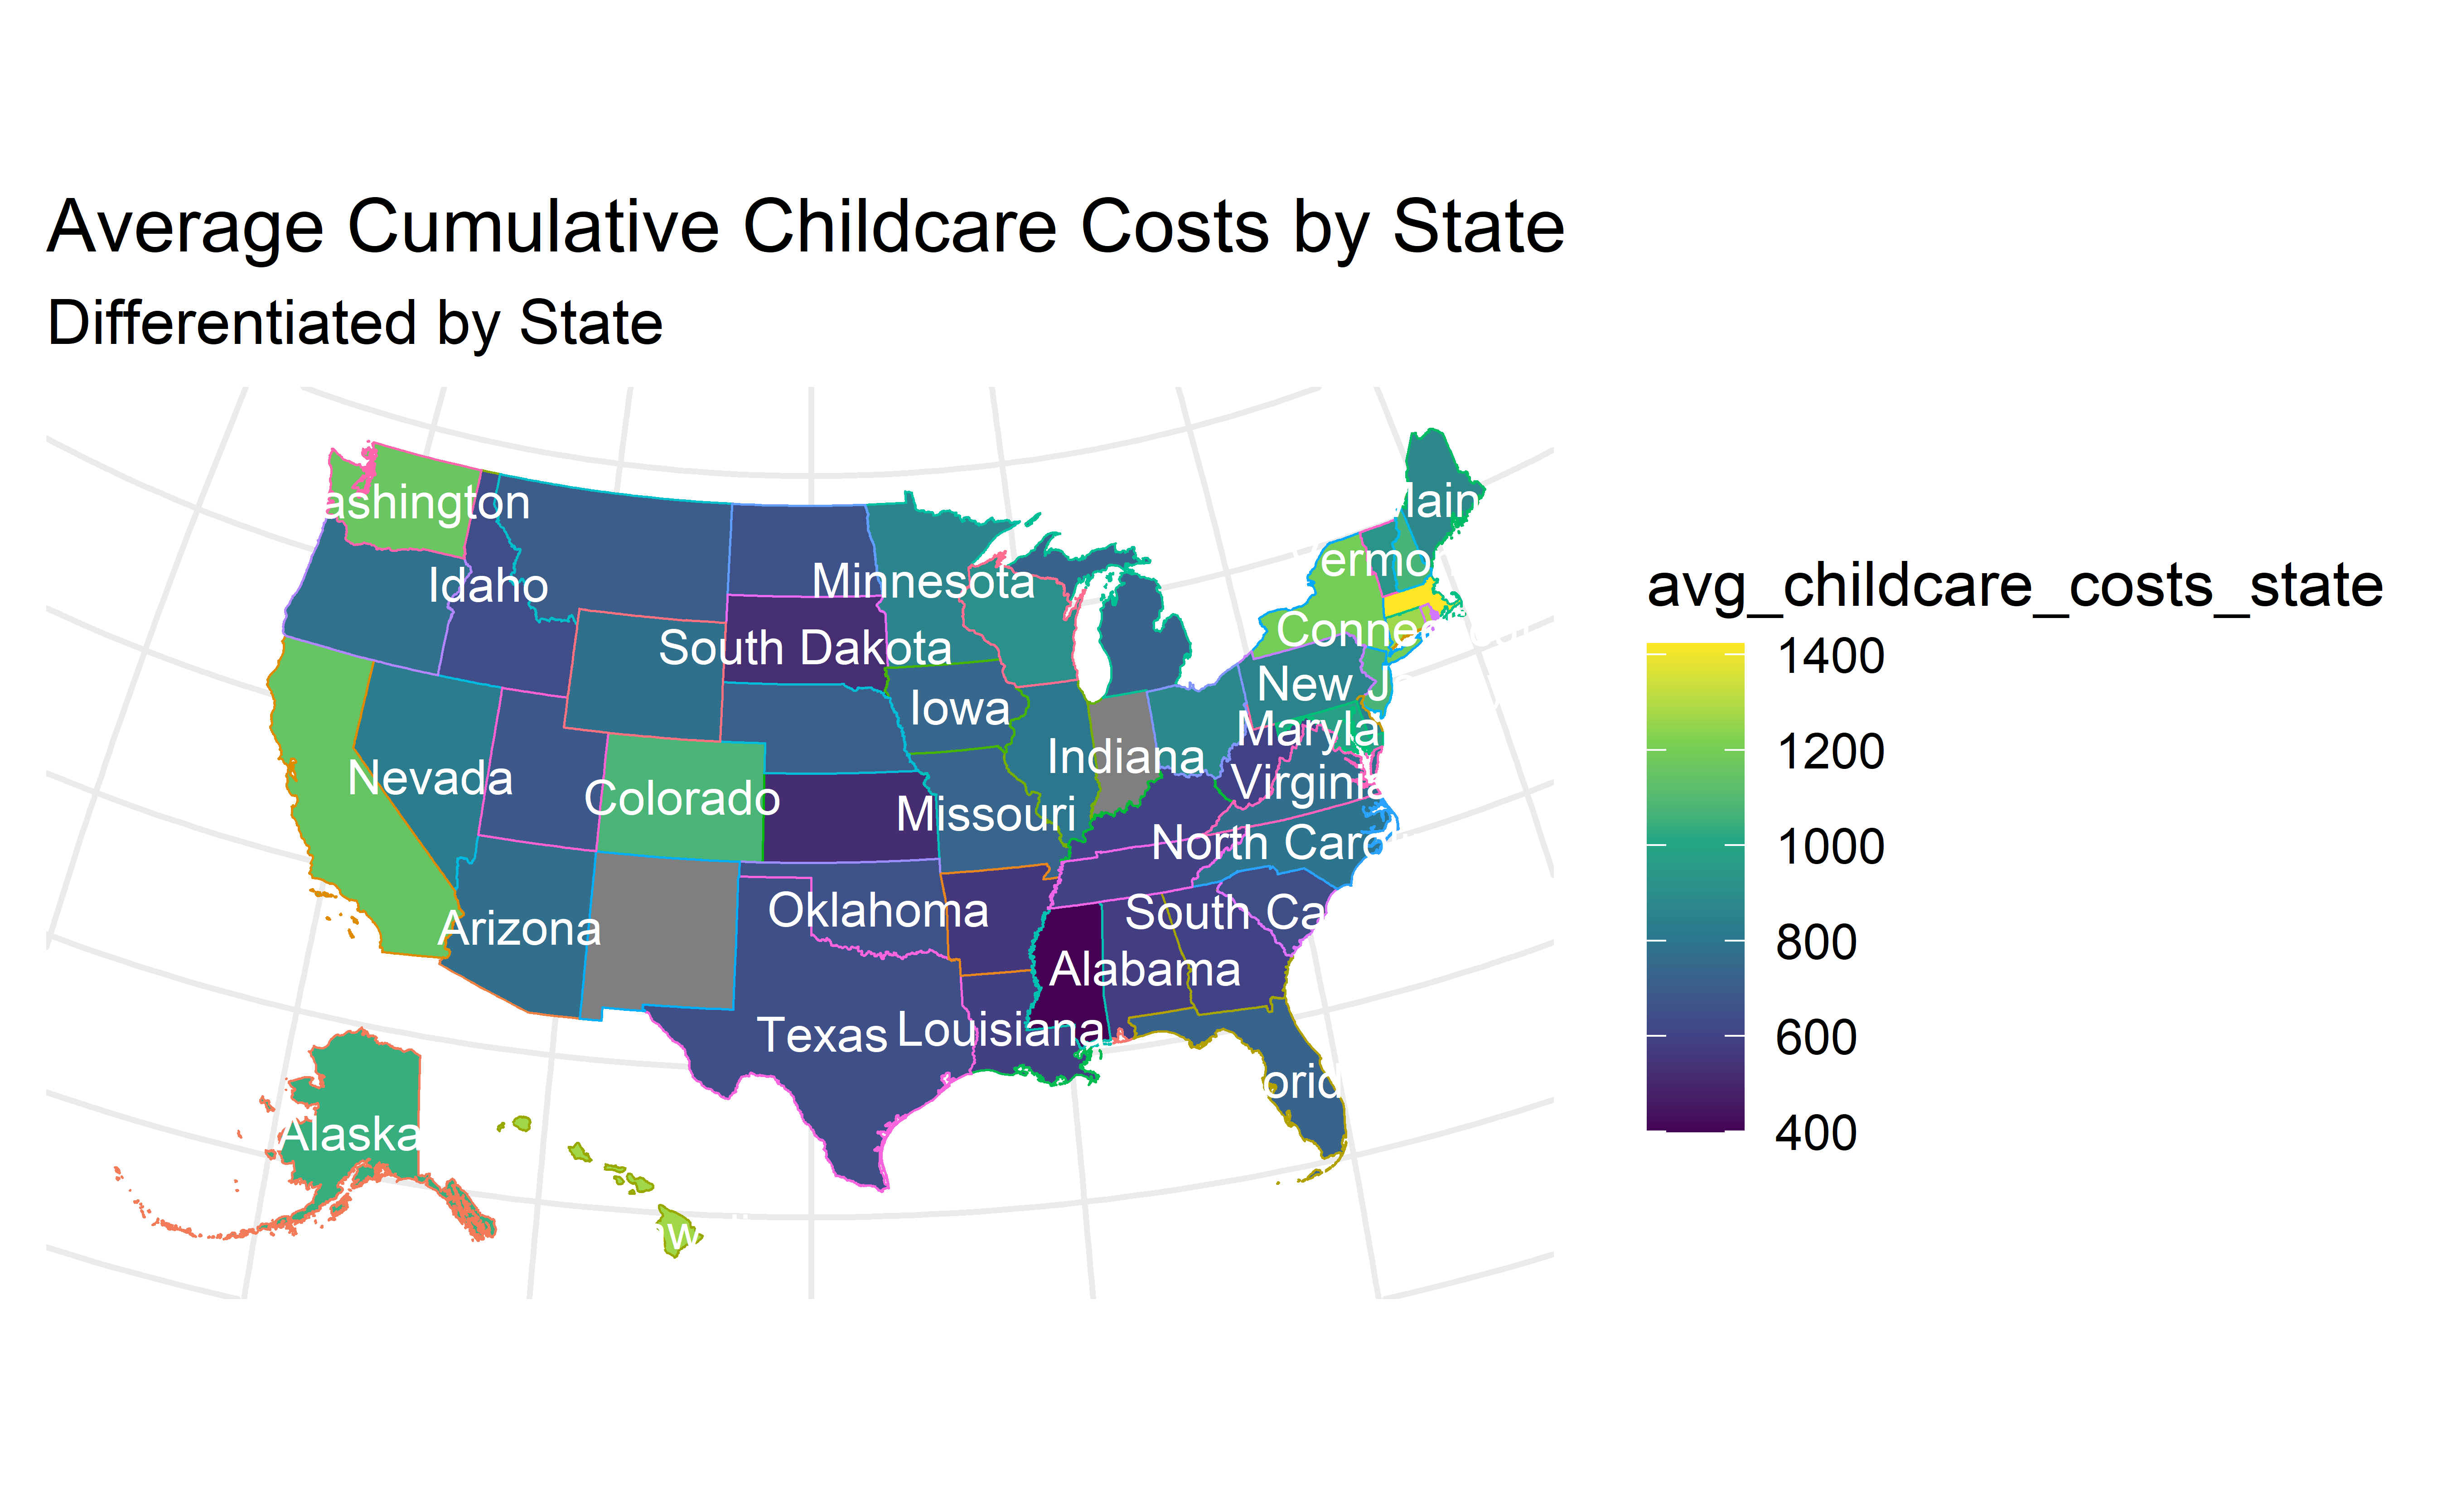 Average Cumulative Childcare Costs by State
Differentiated by State
avg_childcare_costs_state
1400
1200
1000
800
600
400
ashington
lain
ermo
Idaho
Minnesota
Conne
South Dakota
New J
Iowa
Maryla
Indiana
Nevada
Virginia
Colorado
Missouri
North Caro
Oklahoma
South Ca
Arizona
Alabama
Louisiana
Texas
orid
Alaska
w